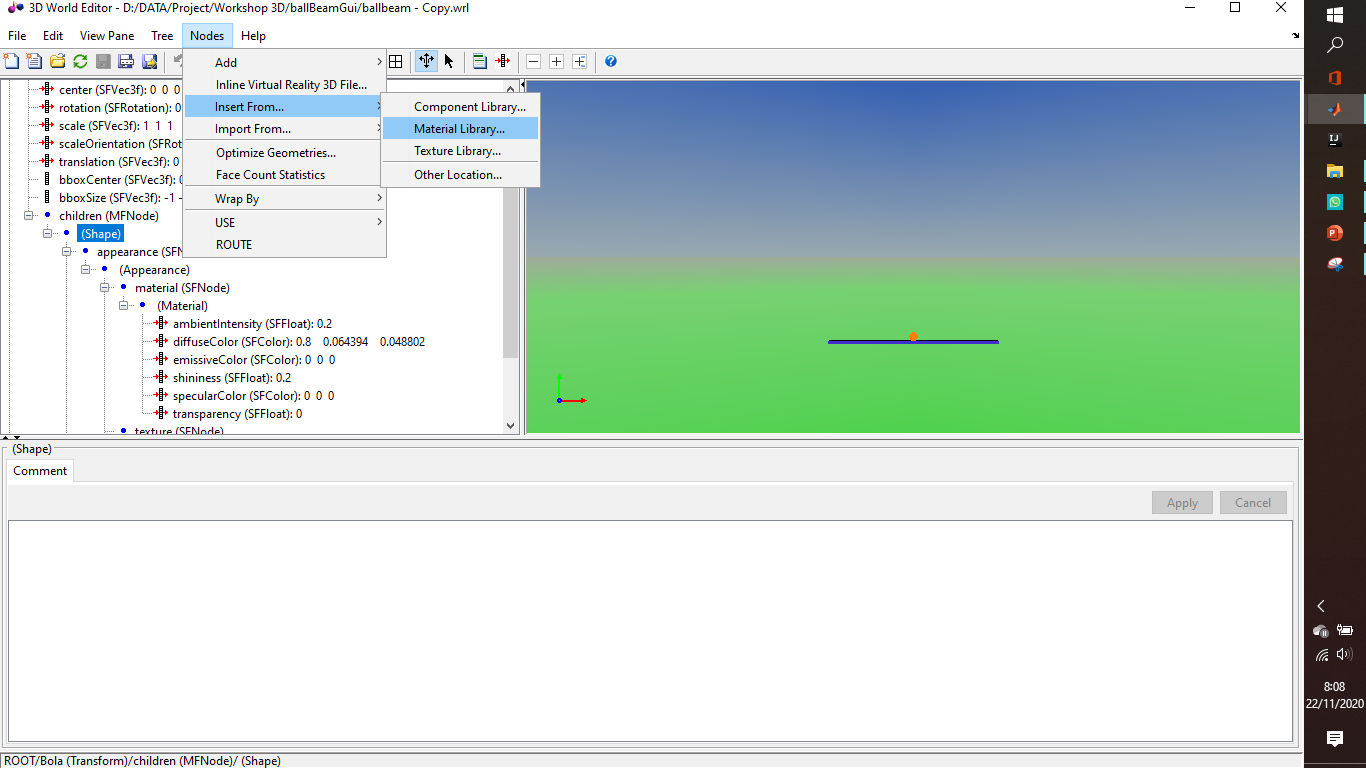 3D World Editor - D:/DATA/Project/Workshop 3D/ballBeamGui/ballbeam - Copy.wrl
File Edit View Pane Tree Nodes Help
Add
Inline Virtual Reality 3D File...
Insert From...
Import From...
Optimize Geometries...
Face Count Statistics
Wrap By
USE
ROUTE
Component Library...
Material Library...
Texture Library...
Other Location...
center (SFVec3f): 0 0 0
rotation (SFRotation): 0
scale (SFVec3f): 1 1 1
scaleOrientation (SFRot
translation (SFVec3f): 0
bboxCenter (SFVec3f):
bboxSize (SFVec3f): -1 -
children (MFNode)
(Shape)
appearance (SFN
(Appearance)
material (SFNode)
(Material)
ambientIntensity (SFFloat): 0.2
diffuseColor (SFColor): 0.8 0.064394 0.048802
emissiveColor (SFColor): 0 0 0
shininess (SFFloat): 0.2
specularColor (SFColor): 0 0 0
transparency (SFFloat): 0
texture (SFNode)
(Shape)
Comment
Apply Cancel
ROOT/Bola (Transform)/children (MFNode)/ (Shape)
IJ
8:08
22/11/2020